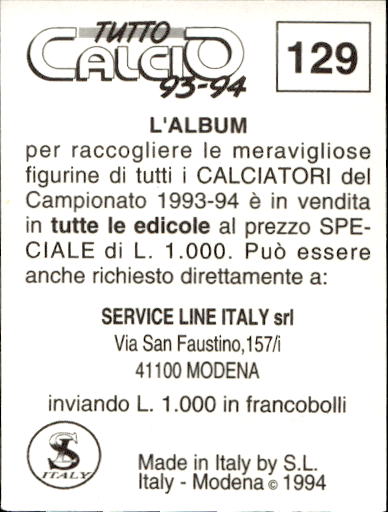 TUTTO
CALCIO
93-94
129
L'ALBUM
per raccogliere le meravigliose
figurine di tutti i CALCIATORI del
Campionato 1993-94 è in vendita
in tutte le edicole al prezzo SPE-
CIALE di L. 1.000. Può essere
anche richiesto direttamente a:
SERVICE LINE ITALY srl
Via San Faustino,157/i
41100 MODENA
inviando L. 1.000 in francobolli
SL
ITALY
Made in Italy by S.L.
Italy - Modena © 1994